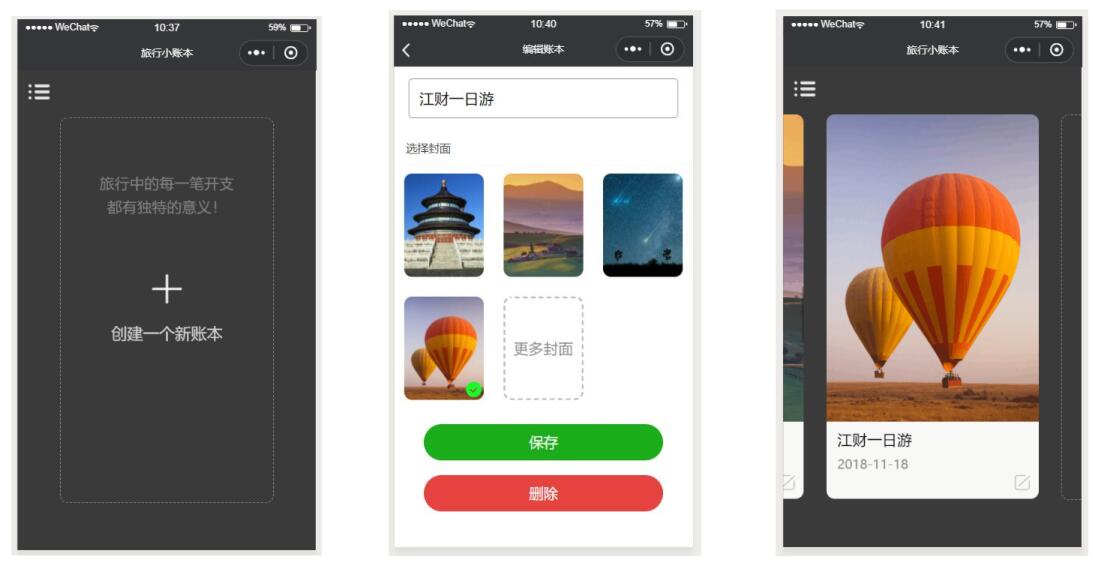 ●●●●● WeChat 10:37 59%
旅行小账本
旅行中的每一笔开支
都有独特的意义！
创建一个新账本
●●●●● WeChat 10:40 57%
编辑账本
江财一日游
选择封面
更多封面
保存
删除
●●●●● WeChat 10:41 57%
旅行小账本
江财一日游
2018-11-18